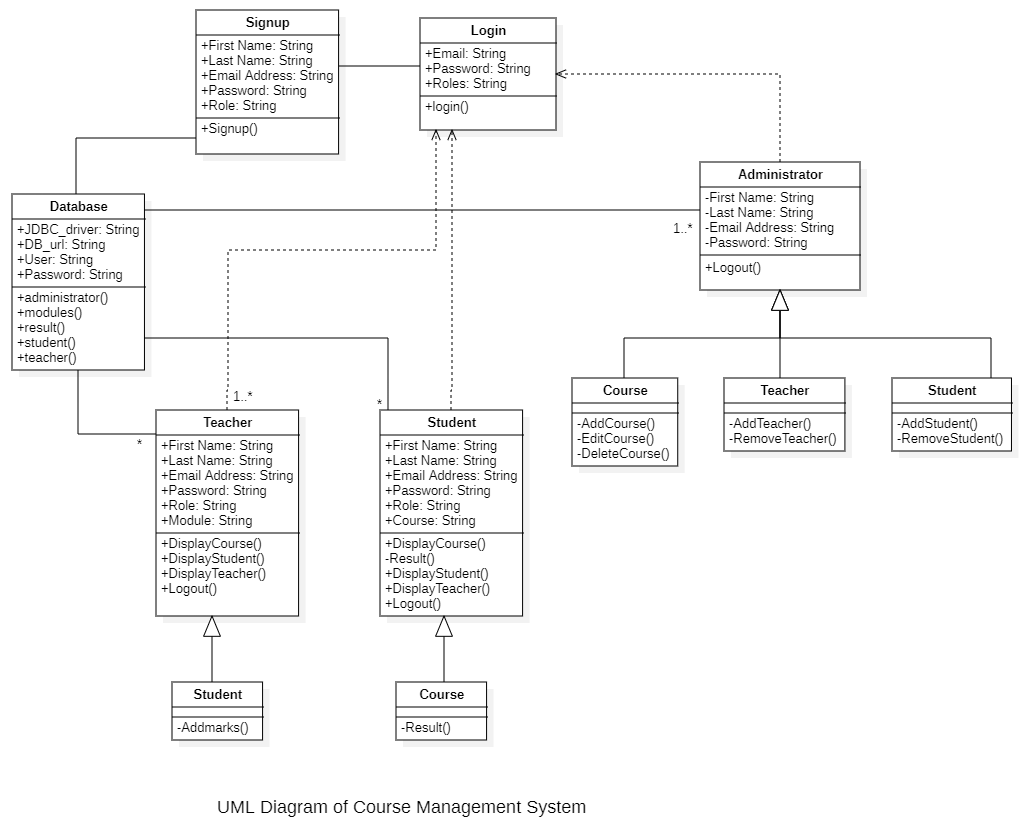 Signup
+First Name: String
+Last Name: String
+Email Address: String
+Password: String
+Role: String
+Signup()
Login
+Email: String
+Password: String
+Roles: String
+login()
Administrator
-First Name: String
-Last Name: String
-Email Address: String
-Password: String
+Logout()
1..*
Database
+JDBC_driver: String
+DB_url: String
+User: String
+Password: String
+administrator()
+modules()
+result()
+student()
+teacher()
Course
-AddCourse()
-EditCourse()
-DeleteCourse()
Teacher
-AddTeacher()
-RemoveTeacher()
Student
-AddStudent()
-RemoveStudent()
1..*
*
*
Teacher
+First Name: String
+Last Name: String
+Email Address: String
+Password: String
+Role: String
+Module: String
+DisplayCourse()
+DisplayStudent()
+DisplayTeacher()
+Logout()
Student
+First Name: String
+Last Name: String
+Email Address: String
+Password: String
+Role: String
+Course: String
+DisplayCourse()
-Result()
+DisplayStudent()
+DisplayTeacher()
+Logout()
Student
-Addmarks()
Course
-Result()
UML Diagram of Course Management System